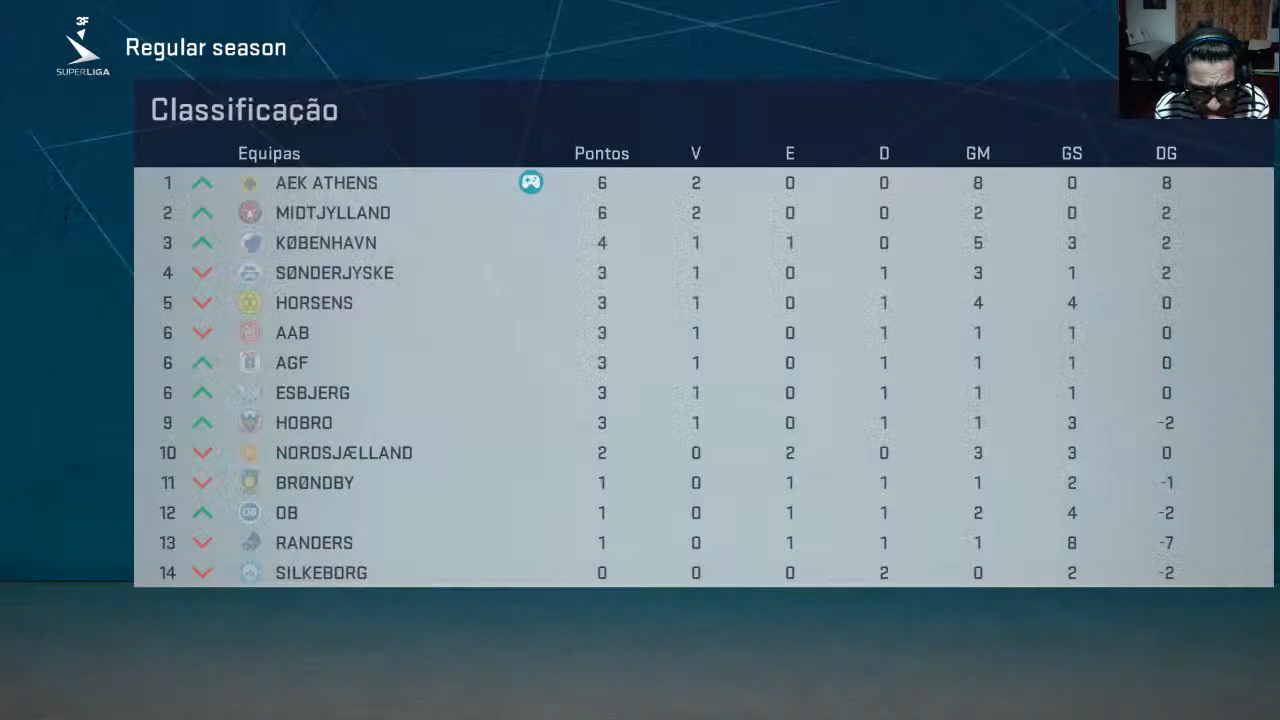 3F
SUPERLIGA
Regular season
Classificação
Equipas Pontos V E D GM GS DG
1 AEK ATHENS 6 2 0 0 8 0 8
2 MIDTJYLLAND 6 2 0 0 2 0 2
3 KØBENHAVN 4 1 1 0 5 3 2
4 SØNDERJYSKE 3 1 0 1 3 1 2
5 HORSENS 3 1 0 1 4 4 0
6 AAB 3 1 0 1 1 1 0
6 AGF 3 1 0 1 1 1 0
6 ESBJERG 3 1 0 1 1 1 0
9 HOBRO 3 1 0 1 1 3 -2
10 NORDSJÆLLAND 2 0 2 0 3 3 0
11 BRØNDBY 1 0 1 1 1 2 -1
12 OB OB 1 0 1 1 2 4 -2
13 RANDERS 1 0 1 1 1 8 -7
14 SILKEBORG 0 0 0 2 0 2 -2